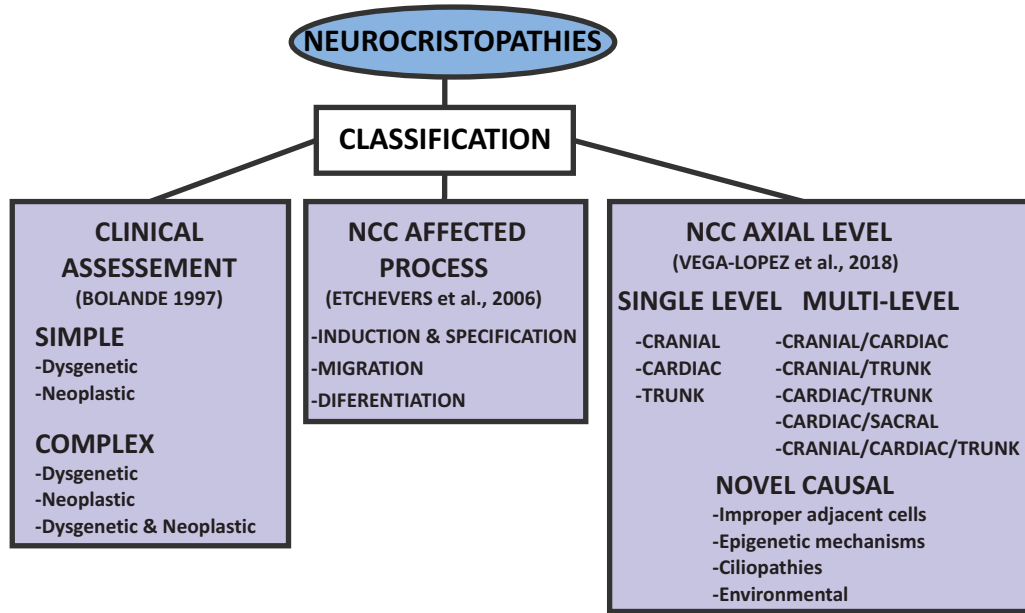 NEUROCRISTOPATHIES
CLASSIFICATION
CLINICAL
ASSESSEMENT
(BOLANDE 1997)
SIMPLE
-Dysgenetic
-Neoplastic
COMPLEX
-Dysgenetic
-Neoplastic
-Dysgenetic & Neoplastic
NCC AFFECTED
PROCESS
(ETCHEVERS et al., 2006)
-INDUCTION & SPECIFICATION
-MIGRATION
-DIFERENTIATION
NCC AXIAL LEVEL
(VEGA-LOPEZ et al., 2018)
SINGLE LEVEL
-CRANIAL
-CARDIAC
-TRUNK
MULTI-LEVEL
-CRANIAL/CARDIAC
-CRANIAL/TRUNK
-CARDIAC/TRUNK
-CARDIAC/SACRAL
-CRANIAL/CARDIAC/TRUNK
NOVEL CAUSAL
-Improper adjacent cells
-Epigenetic mechanisms
-Ciliopathies
-Environmental